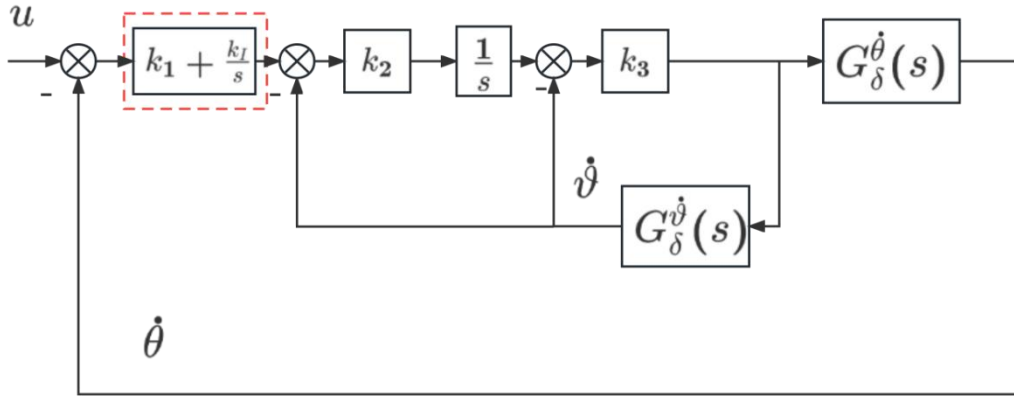 u
k₁ + k_I/s
k₂
1/s
k₃
G_δ^θ̇(s)
-
-
-
ϑ̇
G_δ^ϑ̇(s)
θ̇